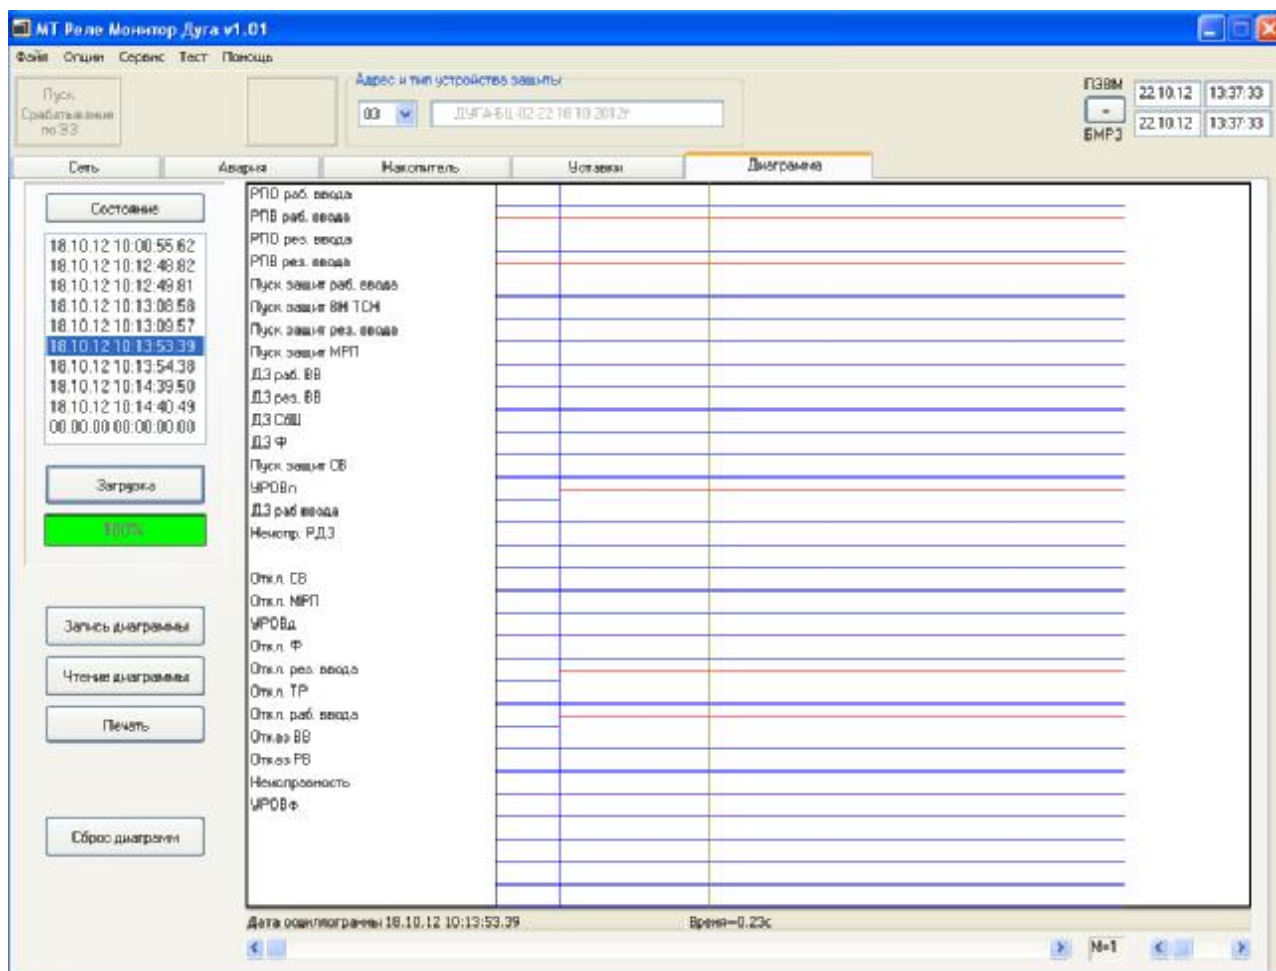 МТ Реле Монитор Дуга v1.01
Файл Опции Сервис Тест Помощь
Пуск
Срабатывание
по ЭЗ
Адрес и тип устройства защиты
03
ДУГА-БЦ-02-22 16.10.2012г
ПЭВМ
22.10.12 13:37:33
-
БМРЗ
22.10.12 13:37:33
Сеть Авария Накопитель Уставки Диаграмма
Состояние
18.10.12 10:00:55.62
18.10.12 10:12:48.82
18.10.12 10:12:49.81
18.10.12 10:13:08.58
18.10.12 10:13:09.57
18.10.12 10:13:53.39
18.10.12 10:13:54.38
18.10.12 10:14:39.50
18.10.12 10:14:40.49
00.00.00 00:00:00.00
Загрузка
100%
Запись диаграммы
Чтение диаграммы
Печать
Сброс диаграмм
РПО раб. ввода
РПВ раб. ввода
РПО рез. ввода
РПВ рез. ввода
Пуск защит раб. ввода
Пуск защит ВН ТСН
Пуск защит рез. ввода
Пуск защит МРП
ДЗ раб. ВВ
ДЗ рез. ВВ
ДЗ СбШ
ДЗ Ф
Пуск защит СВ
УРОВп
ДЗ раб ввода
Неиспр. РДЗ
Откл. СВ
Откл. МРП
УРОВд
Откл. Ф
Откл. рез. ввода
Откл. ТР
Откл. раб. ввода
Отказ ВВ
Отказ РВ
Неисправность
УРОВф
Дата осциллограммы 18.10.12 10:13:53.39 Время=0.23с
N=1